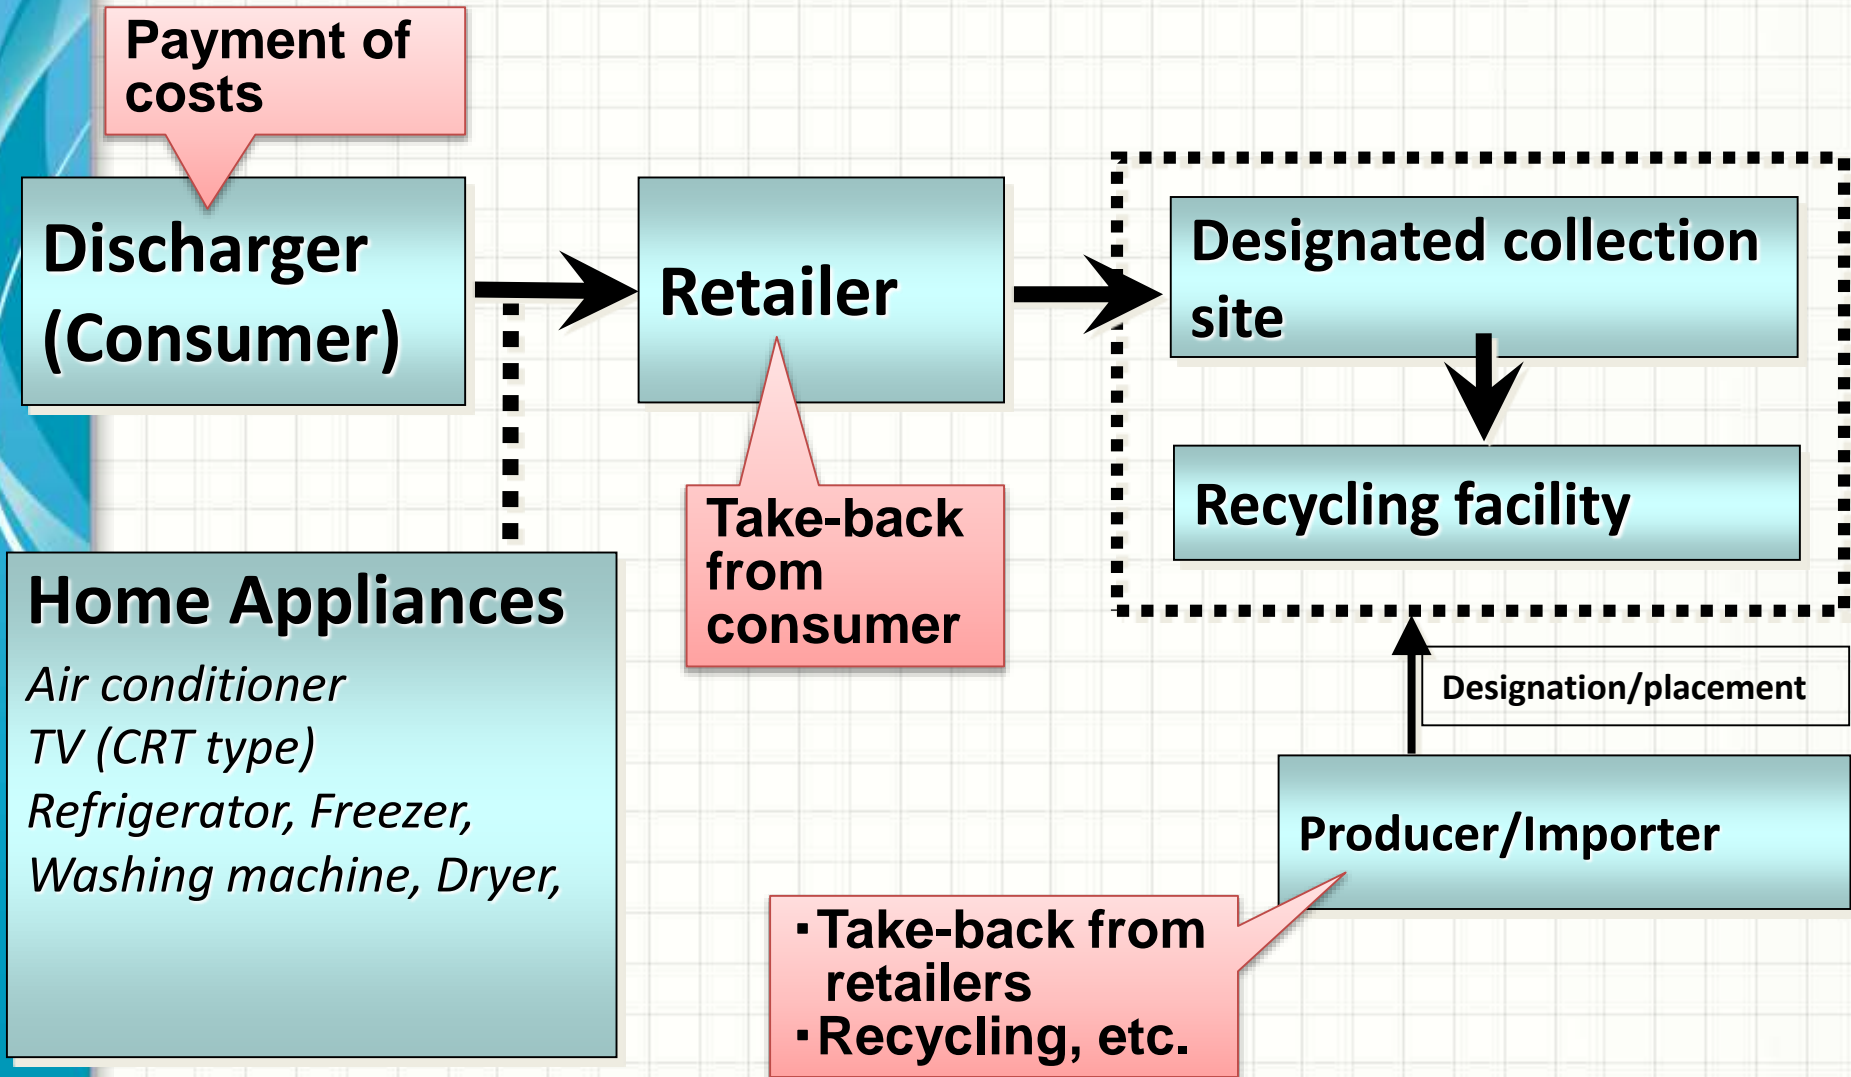 Payment of
costs
Discharger
(Consumer)
Retailer
Designated collection
site
Recycling facility
Take-back
from
consumer
Home Appliances
Air conditioner
TV (CRT type)
Refrigerator, Freezer,
Washing machine, Dryer,
Designation/placement
Producer/Importer
･Take-back from
retailers
･Recycling, etc.